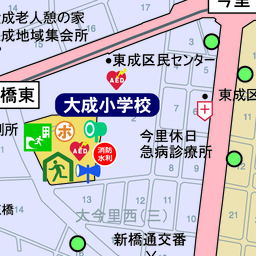 今里
成老人憩の家
成地域集会所
東成区民センター
AED
橋東
大成小学校
東成区
ホ
今里休日
急病診療所
AED
消防
水利
大今里西(三)
新橋通交番